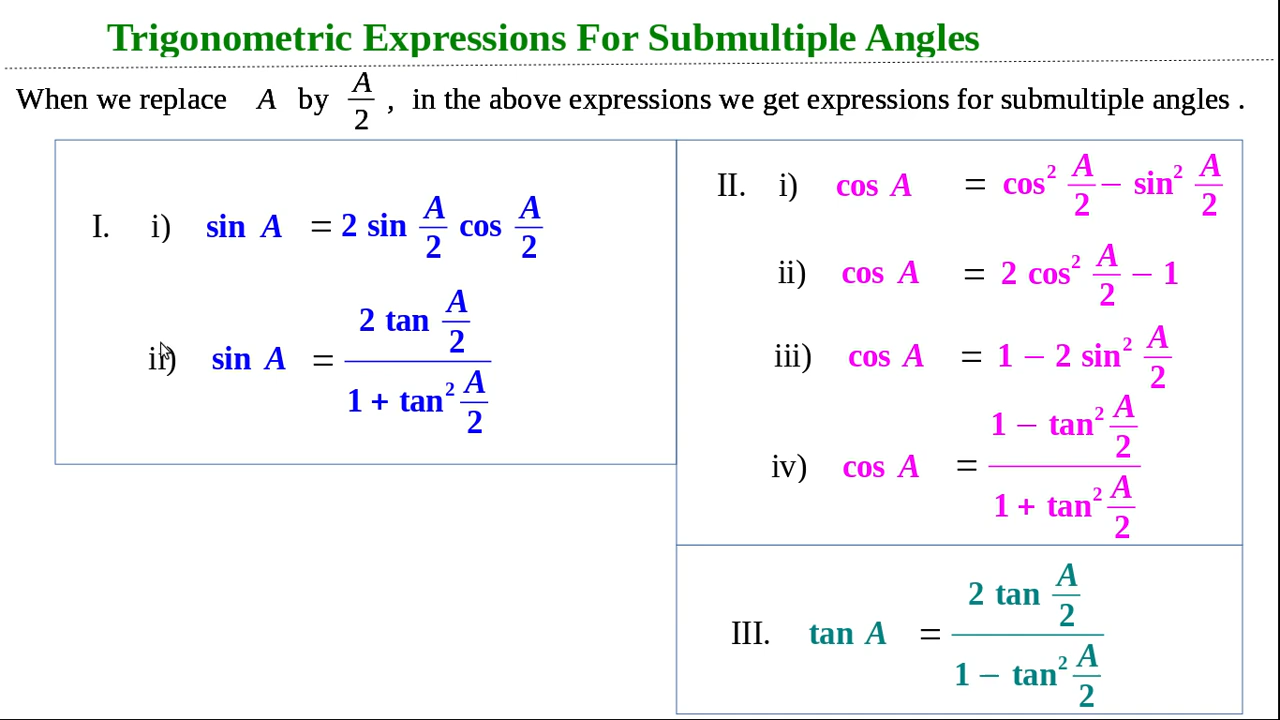 Trigonometric Expressions For Submultiple Angles
When we replace A by A/2 , in the above expressions we get expressions for submultiple angles .
I. i) sin A = 2 sin A/2 cos A/2
ii) sin A = (2 tan A/2) / (1 + tan² A/2)
II. i) cos A = cos² A/2 − sin² A/2
ii) cos A = 2 cos² A/2 − 1
iii) cos A = 1 − 2 sin² A/2
iv) cos A = (1 − tan² A/2) / (1 + tan² A/2)
III. tan A = (2 tan A/2) / (1 − tan² A/2)